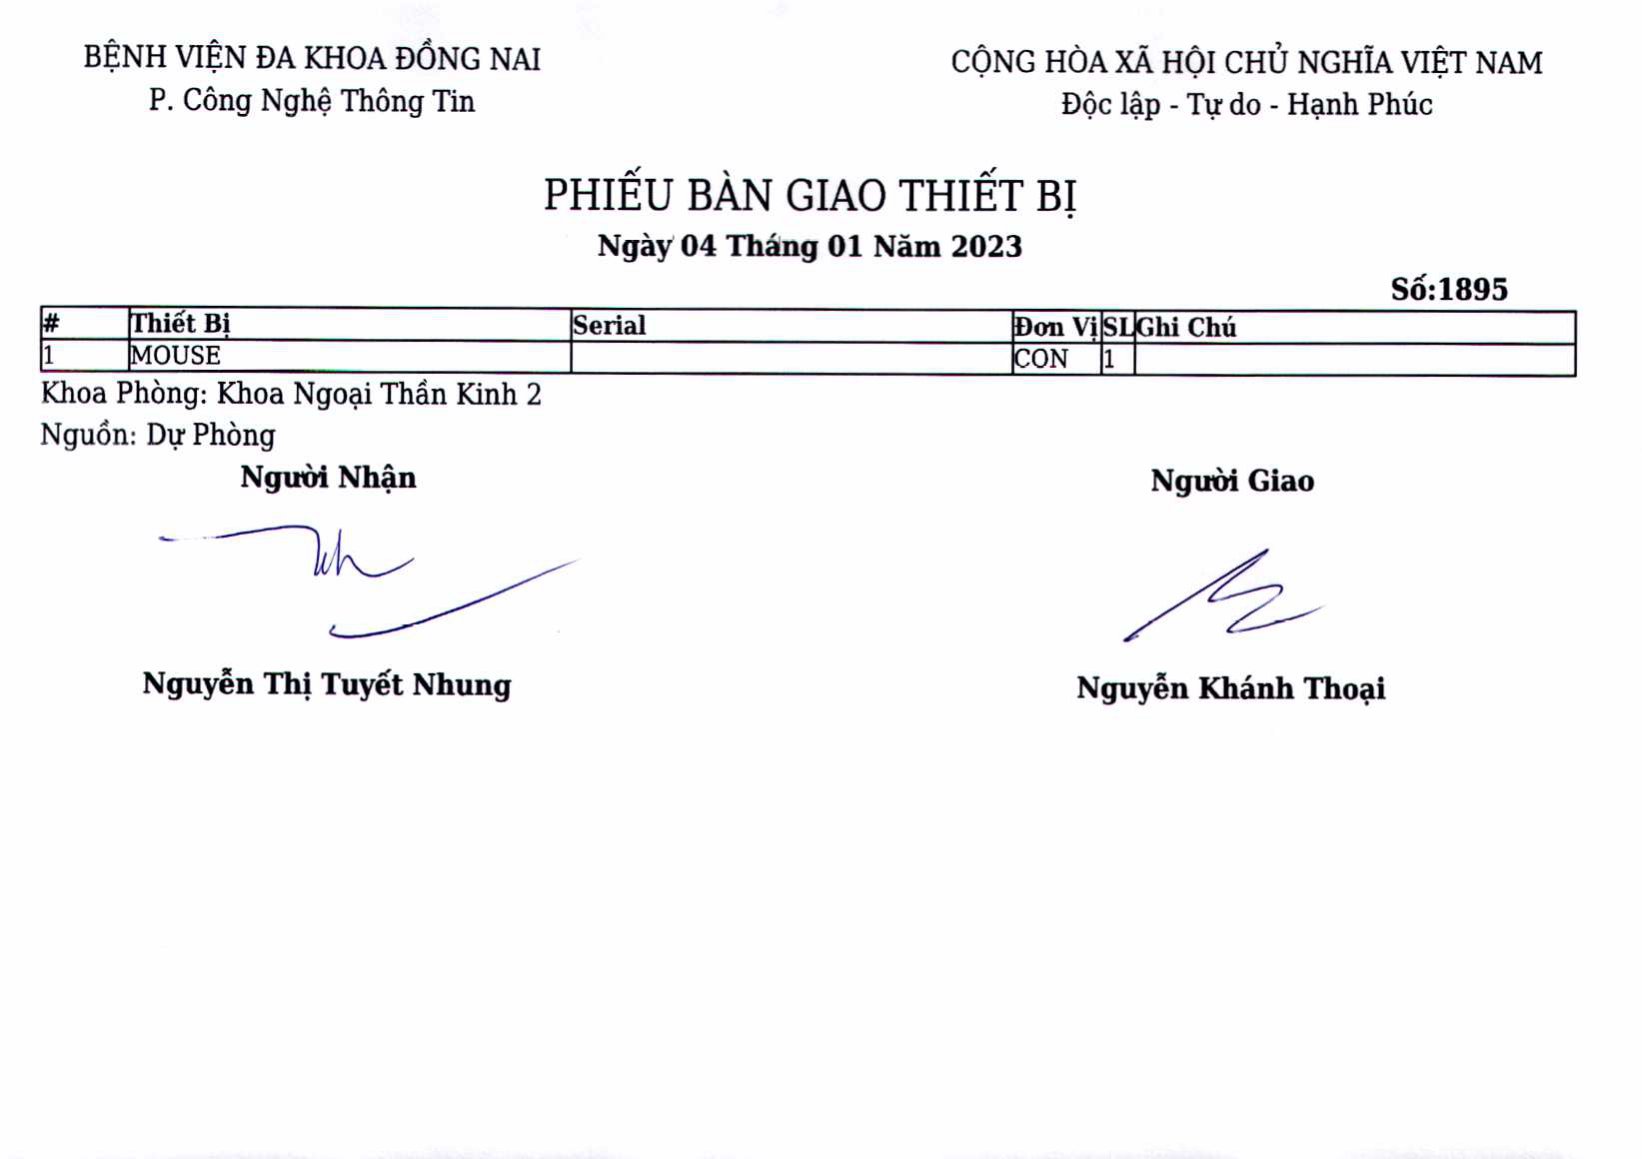 BỆNH VIỆN ĐA KHOA ĐỒNG NAI
P. Công Nghệ Thông Tin
CỘNG HÒA XÃ HỘI CHỦ NGHĨA VIỆT NAM
Độc lập - Tự do - Hạnh Phúc
PHIẾU BÀN GIAO THIẾT BỊ
Ngày 04 Tháng 01 Năm 2023
Số:1895
# Thiết Bị Serial Đơn Vị SL Ghi Chú
1 MOUSE CON 1
Khoa Phòng: Khoa Ngoại Thần Kinh 2
Nguồn: Dự Phòng
Người Nhận Người Giao
Nguyễn Thị Tuyết Nhung Nguyễn Khánh Thoại